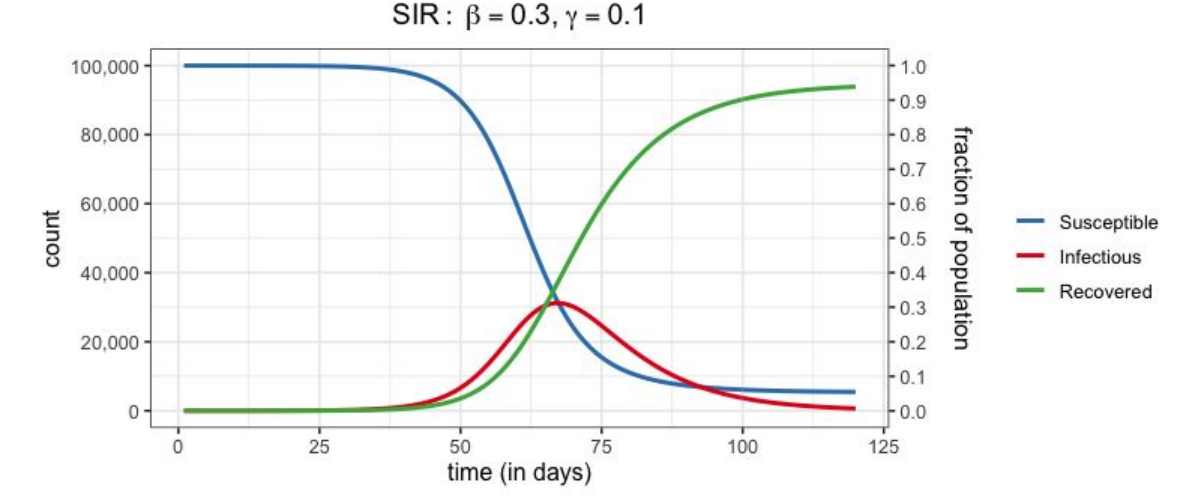 SIR : β = 0.3, γ = 0.1
100,000
80,000
60,000
40,000
20,000
0
count
1.0
0.9
0.8
0.7
0.6
0.5
0.4
0.3
0.2
0.1
0.0
fraction of population
0 25 50 75 100 125
time (in days)
Susceptible
Infectious
Recovered